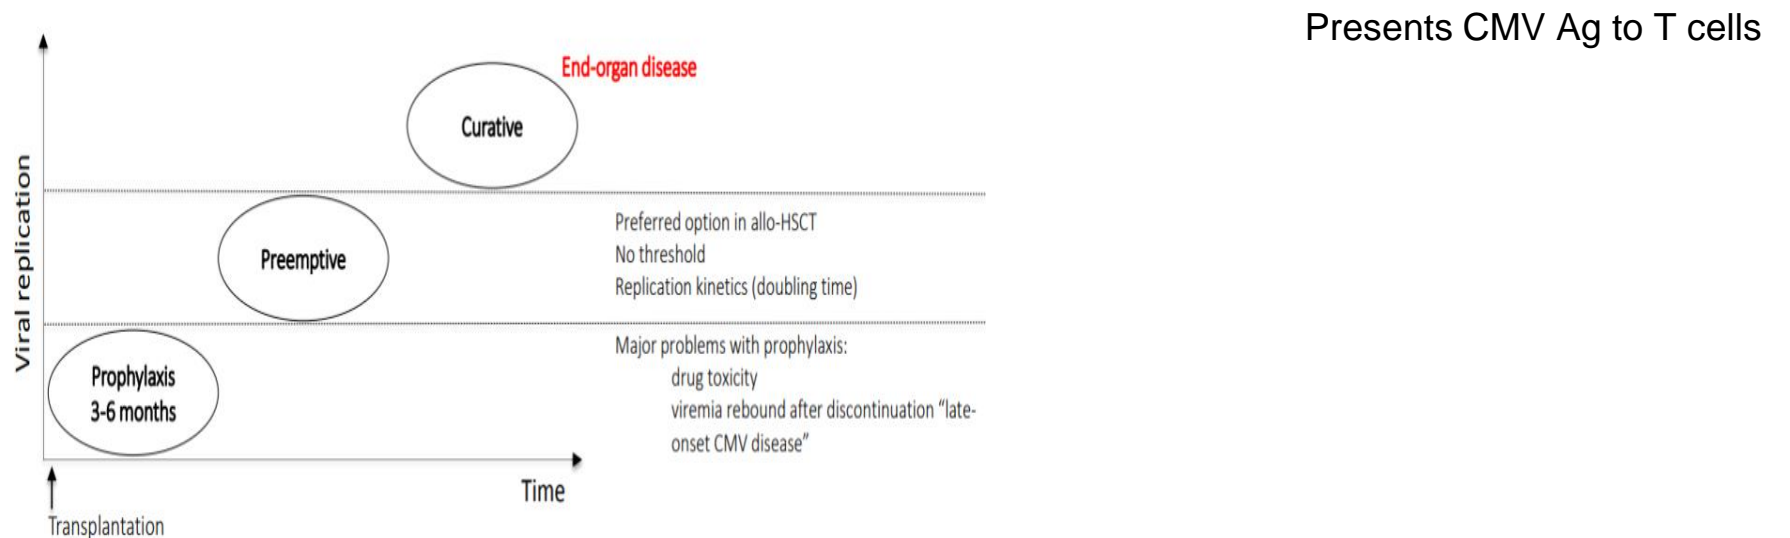 Presents CMV Ag to T cells
End-organ disease
Curative
Viral replication
Preferred option in allo-HSCT
No threshold
Replication kinetics (doubling time)
Preemptive
Major problems with prophylaxis:
drug toxicity
viremia rebound after discontinuation “late-
onset CMV disease”
Prophylaxis
3-6 months
Time
Transplantation